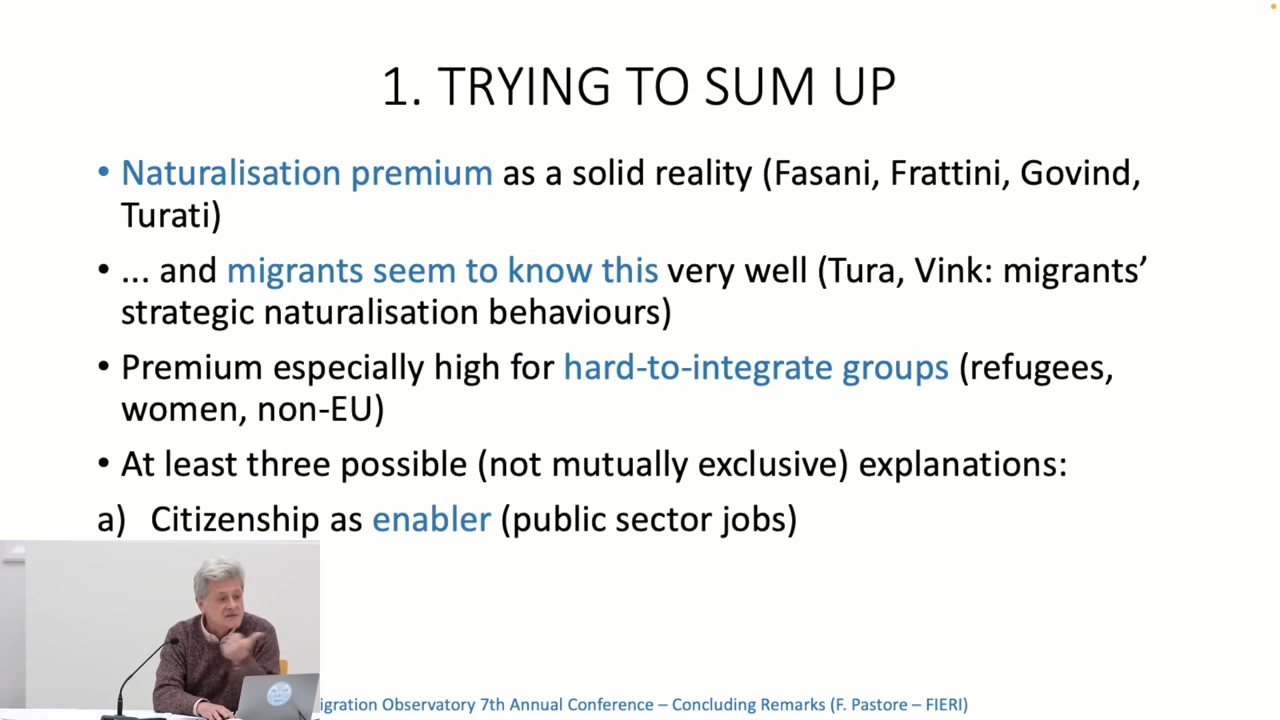 1. TRYING TO SUM UP
• Naturalisation premium as a solid reality (Fasani, Frattini, Govind,
Turati)
• ... and migrants seem to know this very well (Tura, Vink: migrants’
strategic naturalisation behaviours)
• Premium especially high for hard-to-integrate groups (refugees,
women, non-EU)
• At least three possible (not mutually exclusive) explanations:
a) Citizenship as enabler (public sector jobs)
igration Observatory 7th Annual Conference – Concluding Remarks (F. Pastore – FIERI)